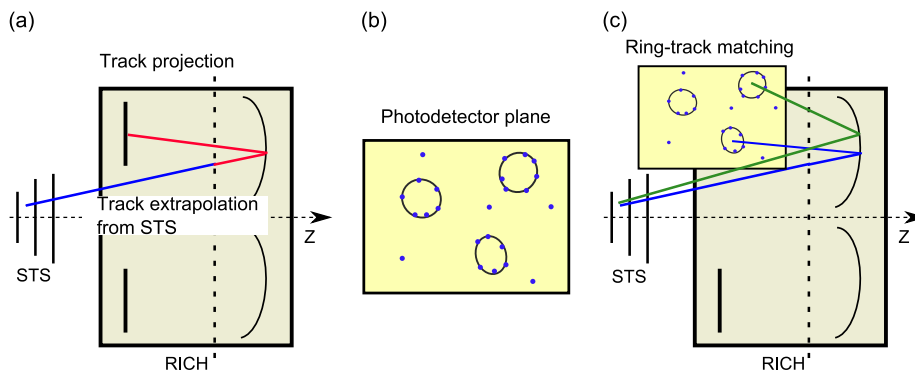 (a)
Track projection
Track extrapolation
from STS
STS
Z
RICH
(b)
Photodetector plane
(c)
Ring-track matching
STS
Z
RICH